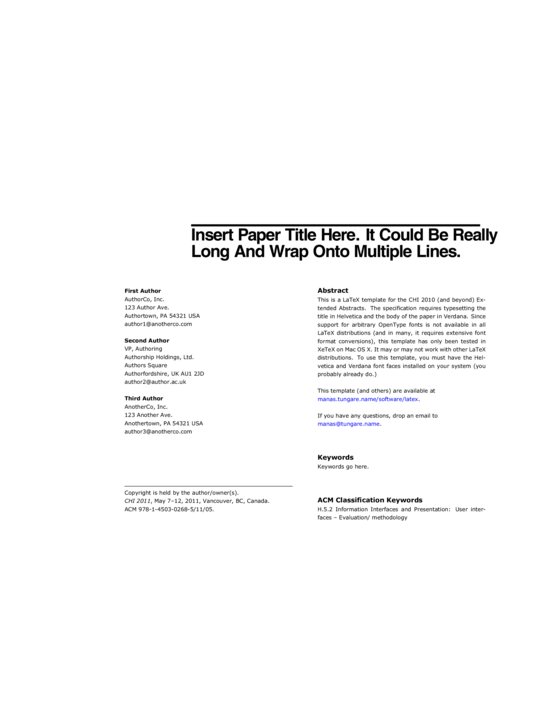 Insert Paper Title Here. It Could Be Really
Long And Wrap Onto Multiple Lines.
First Author
AuthorCo, Inc.
123 Author Ave.
Authortown, PA 54321 USA
author1@anotherco.com
Second Author
VP, Authoring
Authorship Holdings, Ltd.
Authors Square
Authorfordshire, UK AU1 2JD
author2@author.ac.uk
Third Author
AnotherCo, Inc.
123 Another Ave.
Anothertown, PA 54321 USA
author3@anotherco.com
Copyright is held by the author/owner(s).
CHI 2011, May 7–12, 2011, Vancouver, BC, Canada.
ACM 978-1-4503-0268-5/11/05.
Abstract
This is a LaTeX template for the CHI 2010 (and beyond) Ex-
tended Abstracts. The specification requires typesetting the
title in Helvetica and the body of the paper in Verdana. Since
support for arbitrary OpenType fonts is not available in all
LaTeX distributions (and in many, it requires extensive font
format conversions), this template has only been tested in
XeTeX on Mac OS X. It may or may not work with other LaTeX
distributions. To use this template, you must have the Hel-
vetica and Verdana font faces installed on your system (you
probably already do.)
This template (and others) are available at
manas.tungare.name/software/latex.
If you have any questions, drop an email to
manas@tungare.name.
Keywords
Keywords go here.
ACM Classification Keywords
H.5.2 Information Interfaces and Presentation: User inter-
faces – Evaluation/ methodology